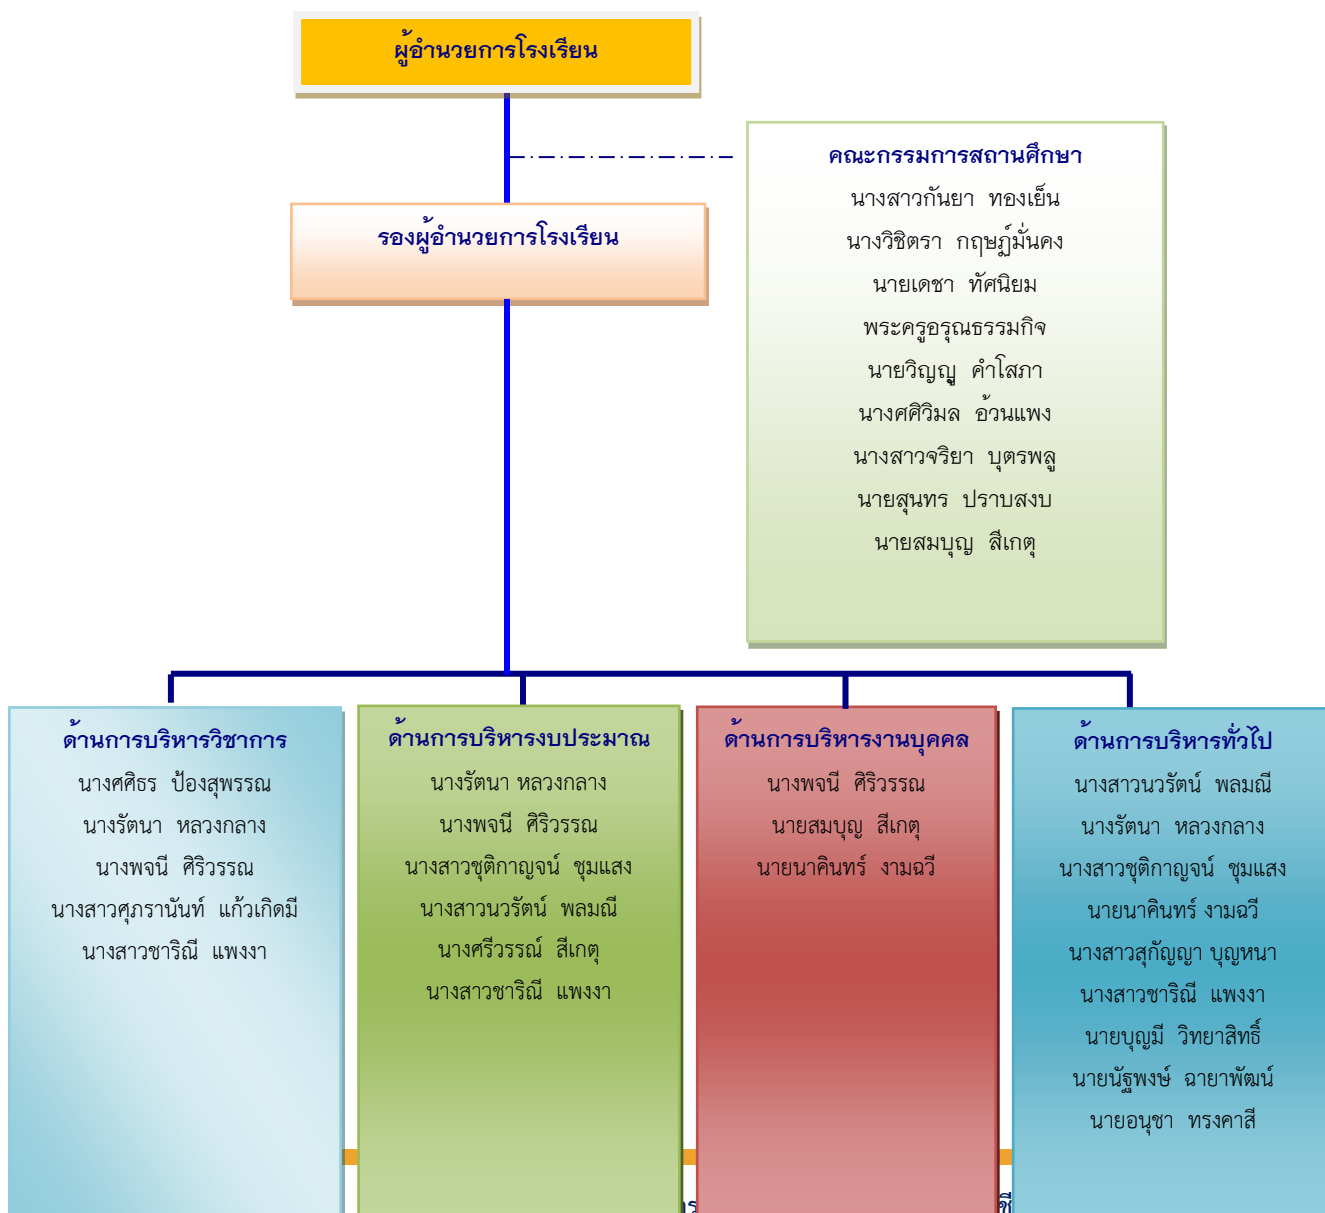 ผู้อำนวยการโรงเรียน
คณะกรรมการสถานศึกษา
นางสาวกันยา ทองเย็น
นางวิชิตรา กฤษฎ์มั่นคง
นายเดชา ทัศนิยม
พระครูอรุณธรรมกิจ
นายวิญญู คำโสภา
นางศศิวิมล อ้วนแพง
นางสาวจริยา บุตรพลู
นายสุนทร ปราบสงบ
นายสมบุญ สีเกตุ
รองผู้อำนวยการโรงเรียน
ด้านการบริหารวิชาการ
นางศศิธร ป้องสุพรรณ
นางรัตนา หลวงกลาง
นางพจนี ศิริวรรณ
นางสาวศุภรานันท์ แก้วเกิดมี
นางสาวชาริณี แพงงา
ด้านการบริหารงบประมาณ
นางรัตนา หลวงกลาง
นางพจนี ศิริวรรณ
นางสาวชุติกาญจน์ ชุมแสง
นางสาวนวรัตน์ พลมณี
นางศรีวรรณ์ สีเกตุ
นางสาวชาริณี แพงงา
ด้านการบริหารงานบุคคล
นางพจนี ศิริวรรณ
นายสมบุญ สีเกตุ
นายนาคินทร์ งามฉวี
ด้านการบริหารทั่วไป
นางสาวนวรัตน์ พลมณี
นางรัตนา หลวงกลาง
นางสาวชุติกาญจน์ ชุมแสง
นายนาคินทร์ งามฉวี
นางสาวสุกัญญา บุญหนา
นางสาวชาริณี แพงงา
นายบุญมี วิทยาสิทธิ์
นายนัฐพงษ์ ฉายาพัฒน์
นายอนุชา ทรงคาสี